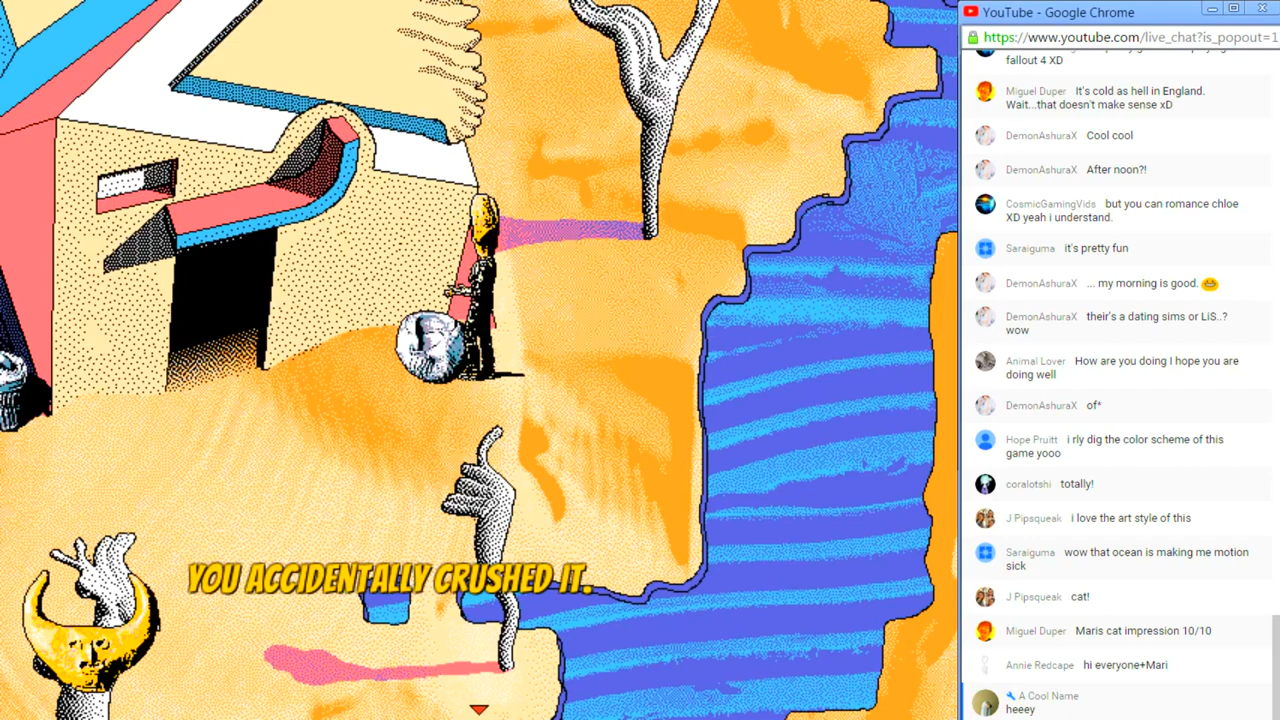 YouTube - Google Chrome
https://www.youtube.com/live_chat?is_popout=1
fallout 4 XD
Miguel Duper It's cold as hell in England.
Wait...that doesn't make sense xD
DemonAshuraX Cool cool
DemonAshuraX After noon?!
CosmicGamingVids but you can romance chloe
XD yeah i understand.
Saraiguma it's pretty fun
DemonAshuraX ... my morning is good.
DemonAshuraX their's a dating sims or LiS..?
wow
Animal Lover How are you doing I hope you are
doing well
DemonAshuraX of*
Hope Pruitt i rly dig the color scheme of this
game yooo
coralotshi totally!
J Pipsqueak i love the art style of this
Saraiguma wow that ocean is making me motion
sick
J Pipsqueak cat!
Miguel Duper Maris cat impression 10/10
Annie Redcape hi everyone+Mari
A Cool Name
heeey
YOU ACCIDENTALLY CRUSHED IT.